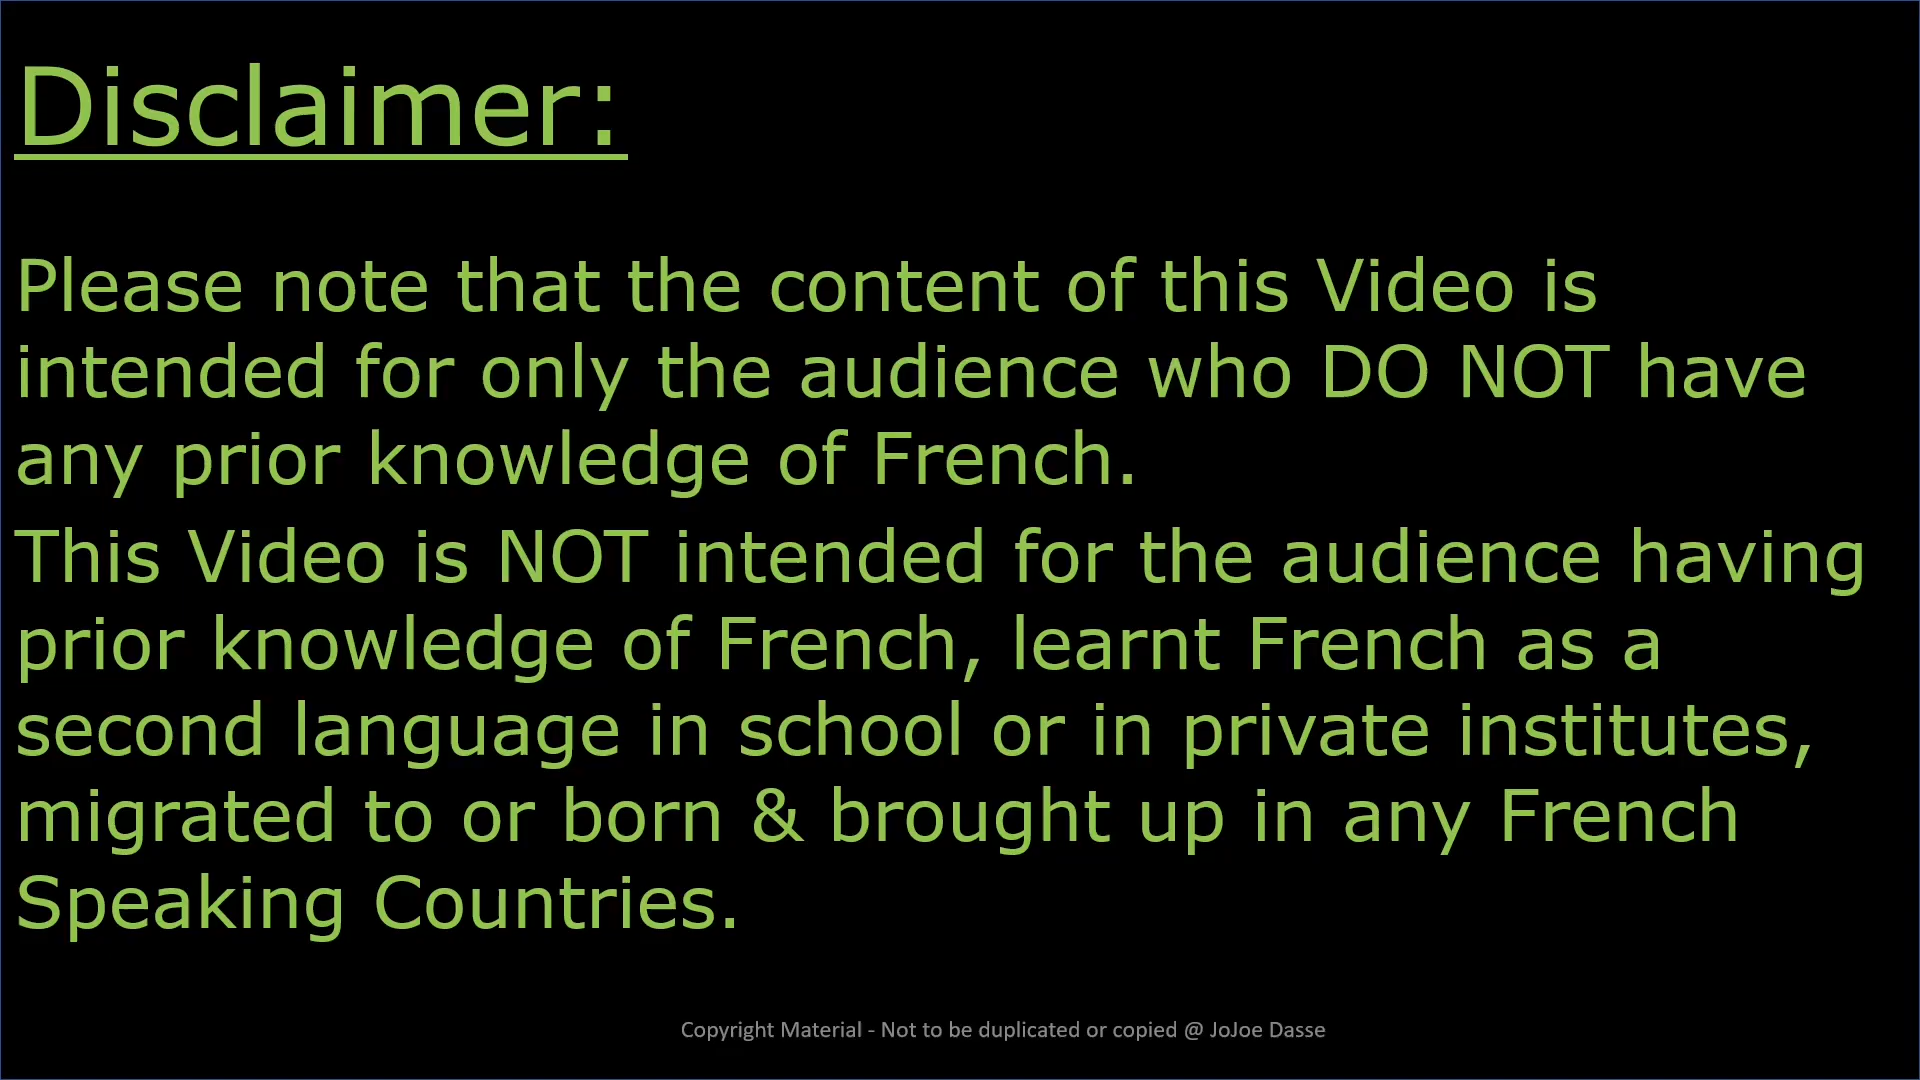 Disclaimer:
Please note that the content of this Video is
intended for only the audience who DO NOT have
any prior knowledge of French.
This Video is NOT intended for the audience having
prior knowledge of French, learnt French as a
second language in school or in private institutes,
migrated to or born & brought up in any French
Speaking Countries.
Copyright Material - Not to be duplicated or copied @ JoJoe Dasse